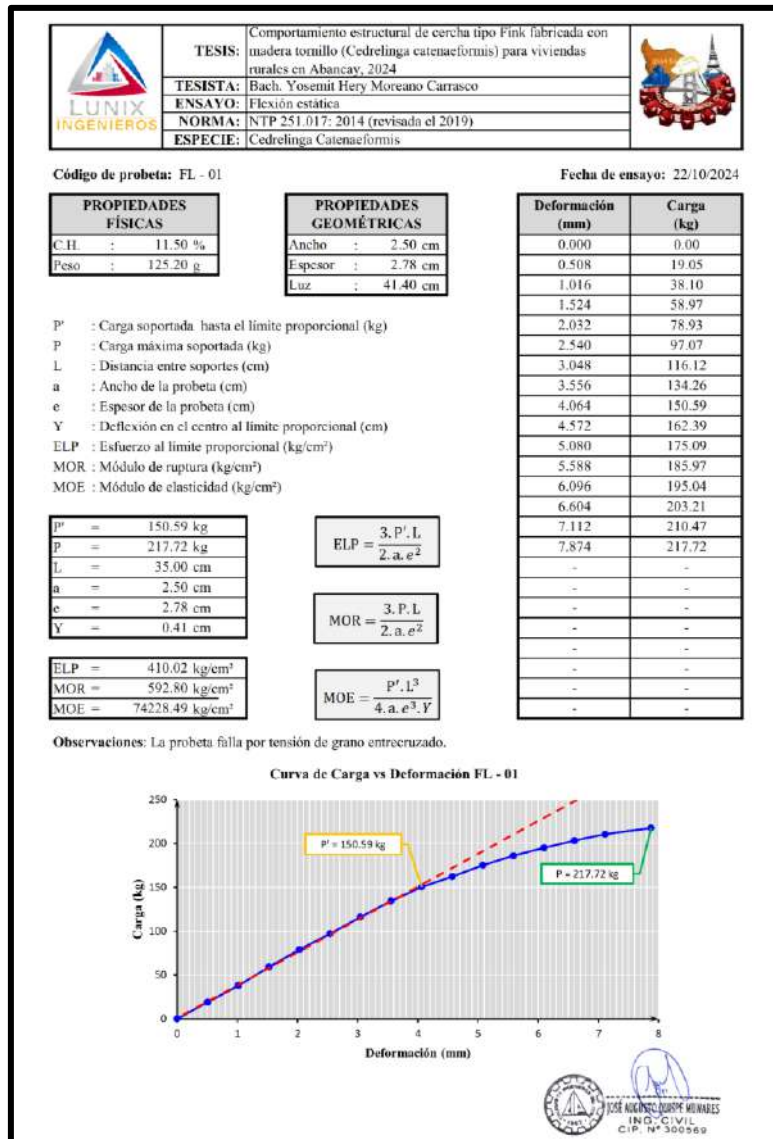 LUNIX
INGENIEROS
TESIS: Comportamiento estructural de cercha tipo Fink fabricada con
madera tornillo (Cedrelinga catenaeformis) para viviendas
rurales en Abancay, 2024
TESISTA: Bach. Yosemit Hery Moreano Carrasco
ENSAYO: Flexión estática
NORMA: NTP 251.017: 2014 (revisada el 2019)
ESPECIE: Cedrelinga Catenaeformis
Código de probeta: FL - 01 Fecha de ensayo: 22/10/2024
PROPIEDADES
FÍSICAS
C.H. : 11.50 %
Peso : 125.20 g
PROPIEDADES
GEOMÉTRICAS
Ancho : 2.50 cm
Espesor : 2.78 cm
Luz : 41.40 cm
Deformación (mm) Carga (kg)
0.000 0.00
0.508 19.05
1.016 38.10
1.524 58.97
2.032 78.93
2.540 97.07
3.048 116.12
3.556 134.26
4.064 150.59
4.572 162.39
5.080 175.09
5.588 185.97
6.096 195.04
6.604 203.21
7.112 210.47
7.874 217.72
- -
- -
- -
- -
- -
- -
- -
- -
P' : Carga soportada hasta el límite proporcional (kg)
P : Carga máxima soportada (kg)
L : Distancia entre soportes (cm)
a : Ancho de la probeta (cm)
e : Espesor de la probeta (cm)
Y : Deflexión en el centro al límite proporcional (cm)
ELP : Esfuerzo al límite proporcional (kg/cm²)
MOR : Módulo de ruptura (kg/cm²)
MOE : Módulo de elasticidad (kg/cm²)
P' = 150.59 kg
P = 217.72 kg
L = 35.00 cm
a = 2.50 cm
e = 2.78 cm
Y = 0.41 cm
ELP = 410.02 kg/cm²
MOR = 592.80 kg/cm²
MOE = 74228.49 kg/cm²
ELP = 3.P'.L / 2.a.e²
MOR = 3.P.L / 2.a.e²
MOE = P'.L³ / 4.a.e³.Y
Observaciones: La probeta falla por tensión de grano entrecruzado.
Curva de Carga vs Deformación FL - 01
250
200
150
100
50
0
Carga (kg)
P' = 150.59 kg
P = 217.72 kg
0 1 2 3 4 5 6 7 8
Deformación (mm)
JOSÉ AUGUSTO
ING. CIVIL
CIP. N° 300569